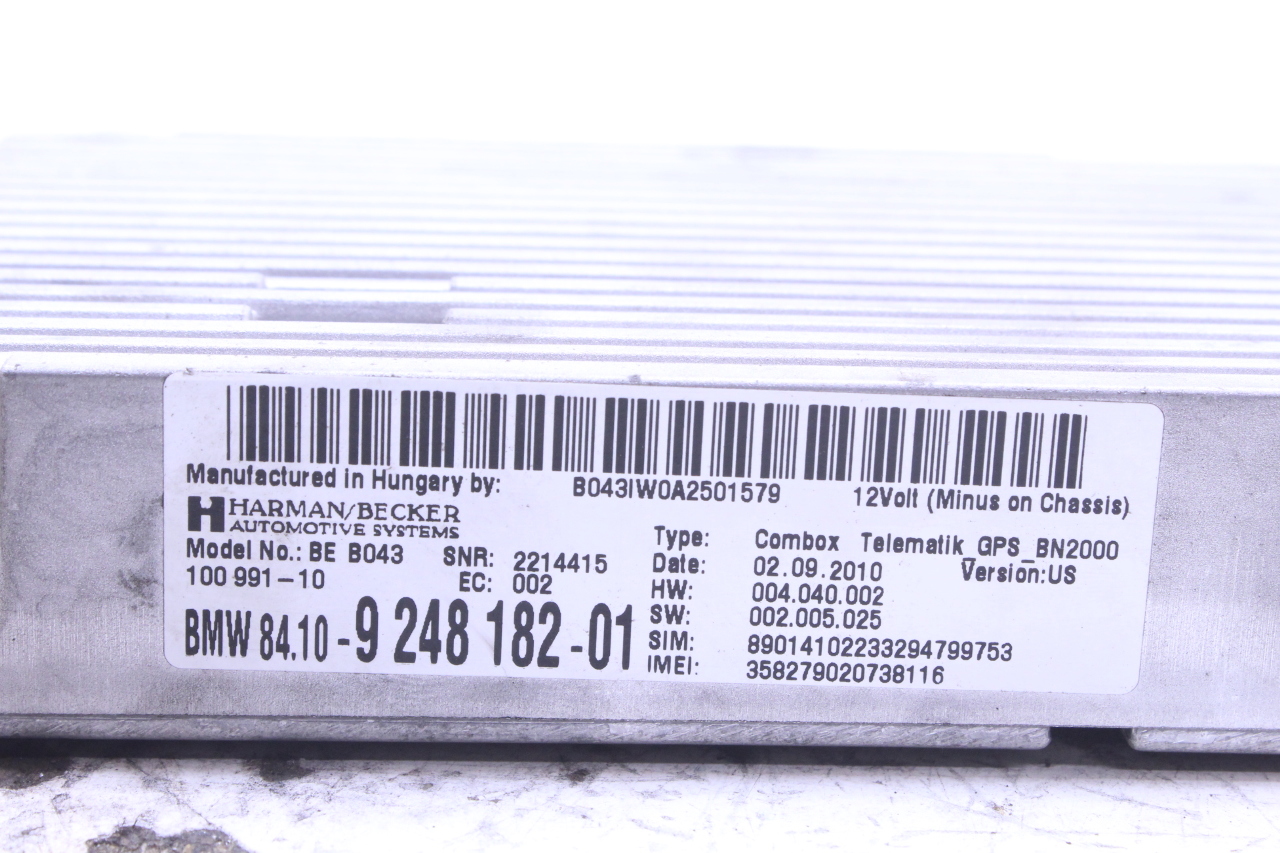 Manufactured in Hungary by: B043IW0A2501579 12Volt (Minus on Chassis)
HARMAN/BECKER
AUTOMOTIVE SYSTEMS
Model No.: BE B043 SNR: 2214415
100 991-10 EC: 002
BMW 84.10-9 248 182-01
Type: Combox Telematik_GPS_BN2000
Date: 02.09.2010 Version:US
HW: 004.040.002
SW: 002.005.025
SIM: 89014102233294799753
IMEI: 358279020738116